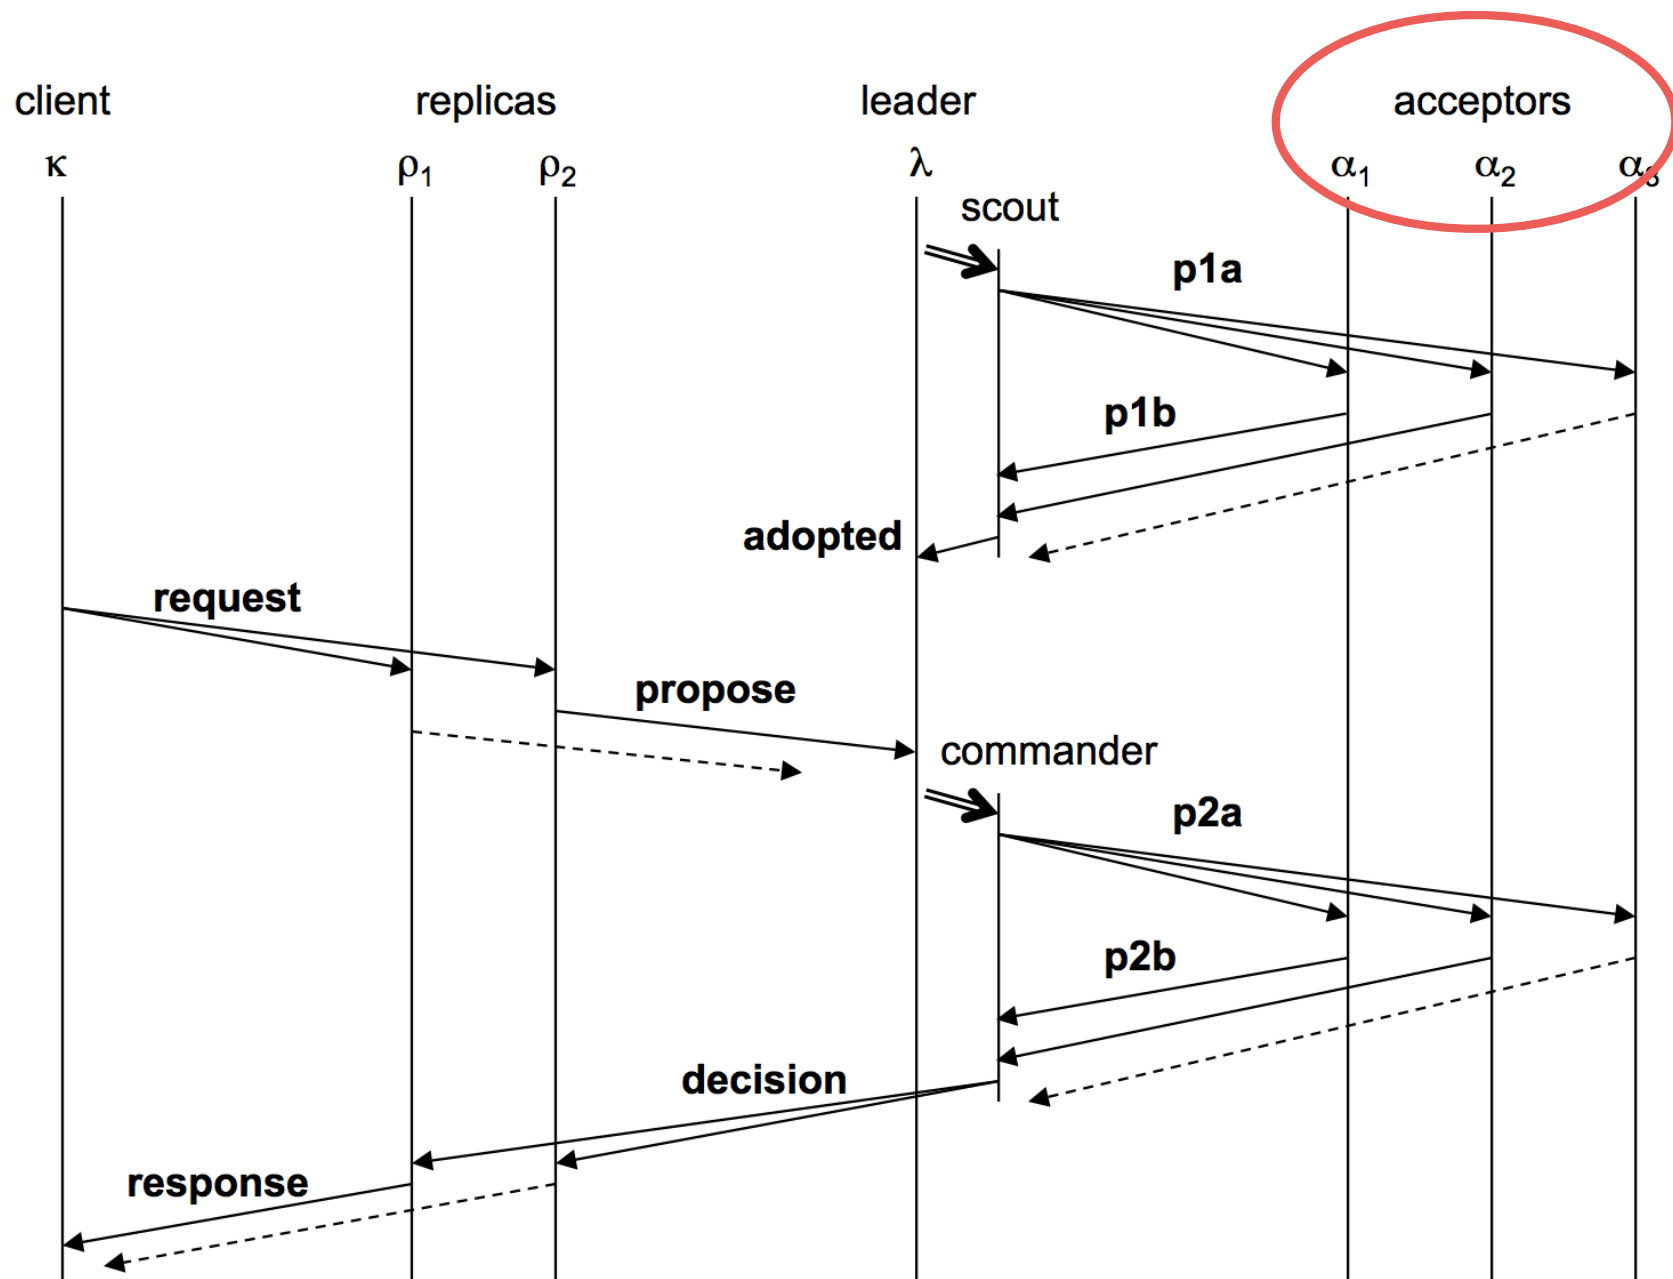 client replicas leader acceptors
κ ρ1 ρ2 λ α1 α2 α3
scout
p1a
p1b
adopted
request
propose
commander
p2a
p2b
decision
response